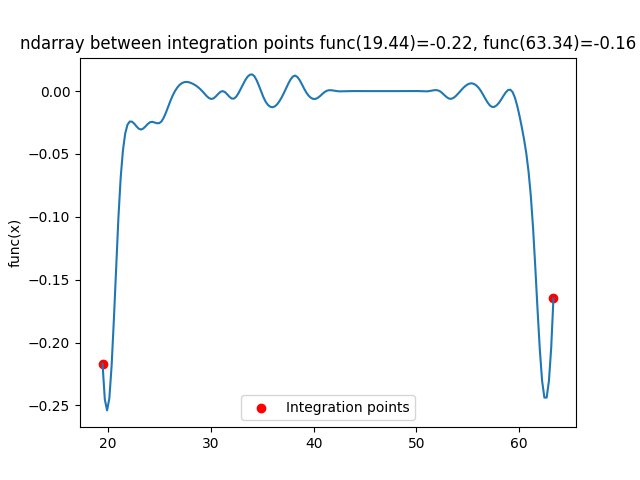 ndarray between integration points func(19.44)=-0.22, func(63.34)=-0.16
0.00
−0.05
−0.10
−0.15
−0.20
−0.25
func(x)
Integration points
20 30 40 50 60